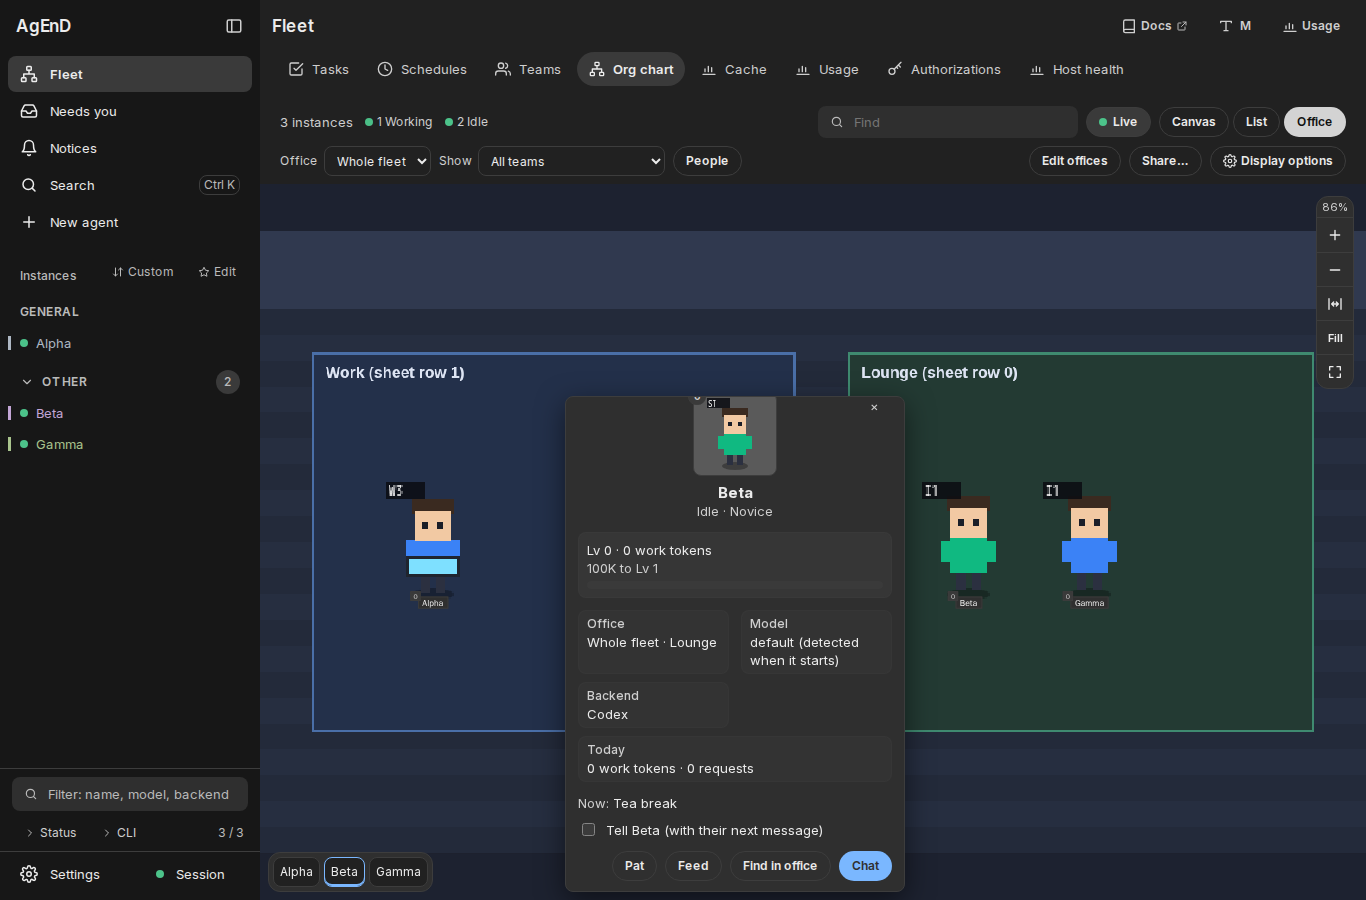 AgEnD
Fleet
Needs you
Notices
Search
Ctrl K
New agent
Instances
Custom
Edit
GENERAL
Alpha
OTHER
2
Beta
Gamma
Filter: name, model, backend
Status
CLI
3 / 3
Settings
Session
Fleet
Docs
M
Usage
Tasks
Schedules
Teams
Org chart
Cache
Usage
Authorizations
Host health
3 instances
1 Working
2 Idle
Find
Live
Canvas
List
Office
Office
Whole fleet
Show
All teams
People
Edit offices
Share...
Display options
86%
Fill
Work (sheet row 1)
Lounge (sheet row 0)
W3
0
Alpha
I1
0
Beta
I1
0
Gamma
Beta
Idle · Novice
Lv 0 · 0 work tokens
100K to Lv 1
Office
Whole fleet · Lounge
Model
default (detected
when it starts)
Backend
Codex
Today
0 work tokens · 0 requests
Now: Tea break
Tell Beta (with their next message)
Pat
Feed
Find in office
Chat
Alpha
Beta
Gamma